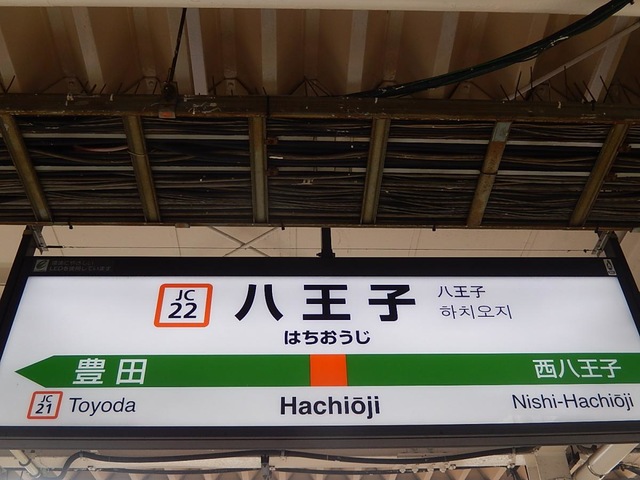 JC
22
八王子
八王子
하치오지
はちおうじ
豊田
西八王子
JC
21
Toyoda
Hachiōji
Nishi-Hachiōji